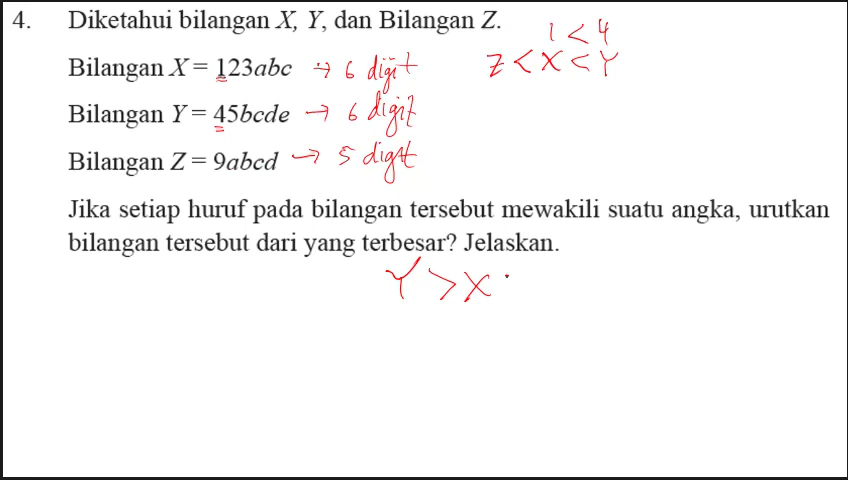 4. Diketahui bilangan X, Y, dan Bilangan Z.
1 < 4
Bilangan X = 123abc → 6 digit
Z < X < Y
Bilangan Y = 45bcde → 6 digit
Bilangan Z = 9abcd → 5 digit
Jika setiap huruf pada bilangan tersebut mewakili suatu angka, urutkan
bilangan tersebut dari yang terbesar? Jelaskan.
Y > X